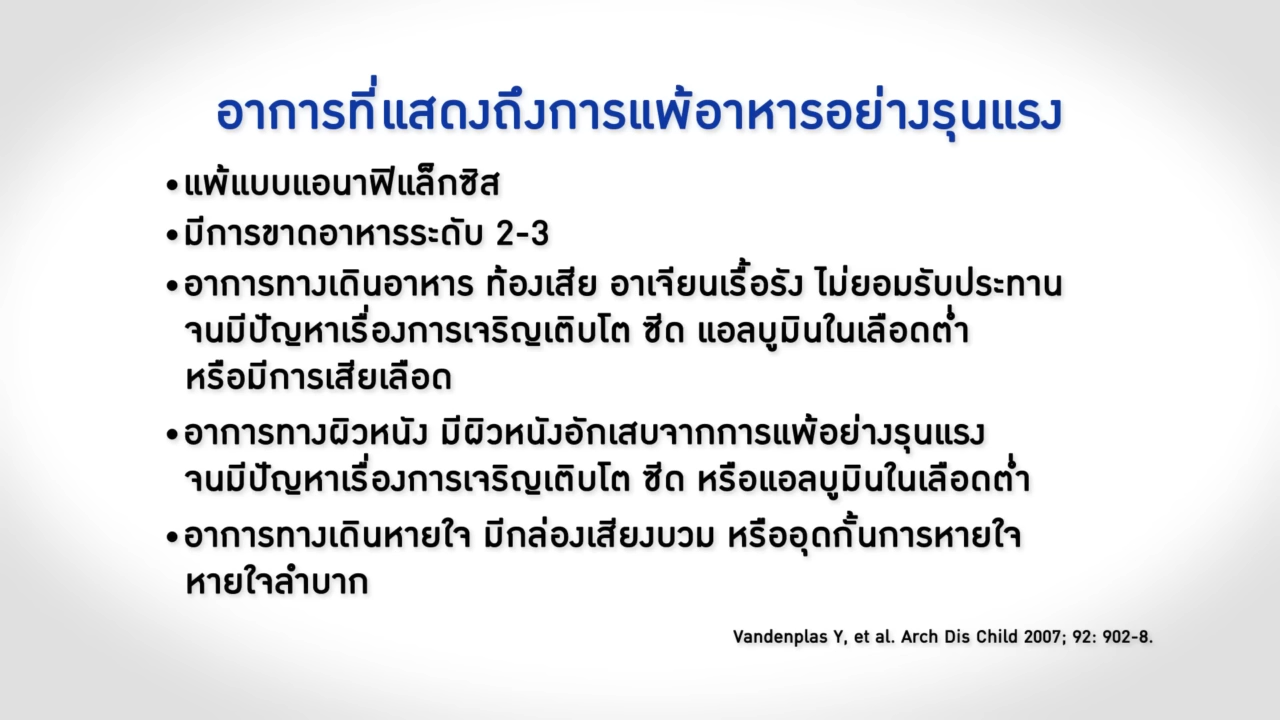 อาการที่แสดงถึงการแพ้อาหารอย่างรุนแรง
•แพ้แบบแอนาฟิแล็กซิส
•มีการขาดอาหารระดับ 2-3
•อาการทางเดินอาหาร ท้องเสีย อาเจียนเรื้อรัง ไม่ยอมรับประทาน
จนมีปัญหาเรื่องการเจริญเติบโต ซีด แอลบูมินในเลือดต่ำ
หรือมีการเสียเลือด
•อาการทางผิวหนัง มีผิวหนังอักเสบจากการแพ้อย่างรุนแรง
จนมีปัญหาเรื่องการเจริญเติบโต ซีด หรือแอลบูมินในเลือดต่ำ
•อาการทางเดินหายใจ มีกล่องเสียงบวม หรืออุดกั้นการหายใจ
หายใจลำบาก
Vandenplas Y, et al. Arch Dis Child 2007; 92: 902-8.